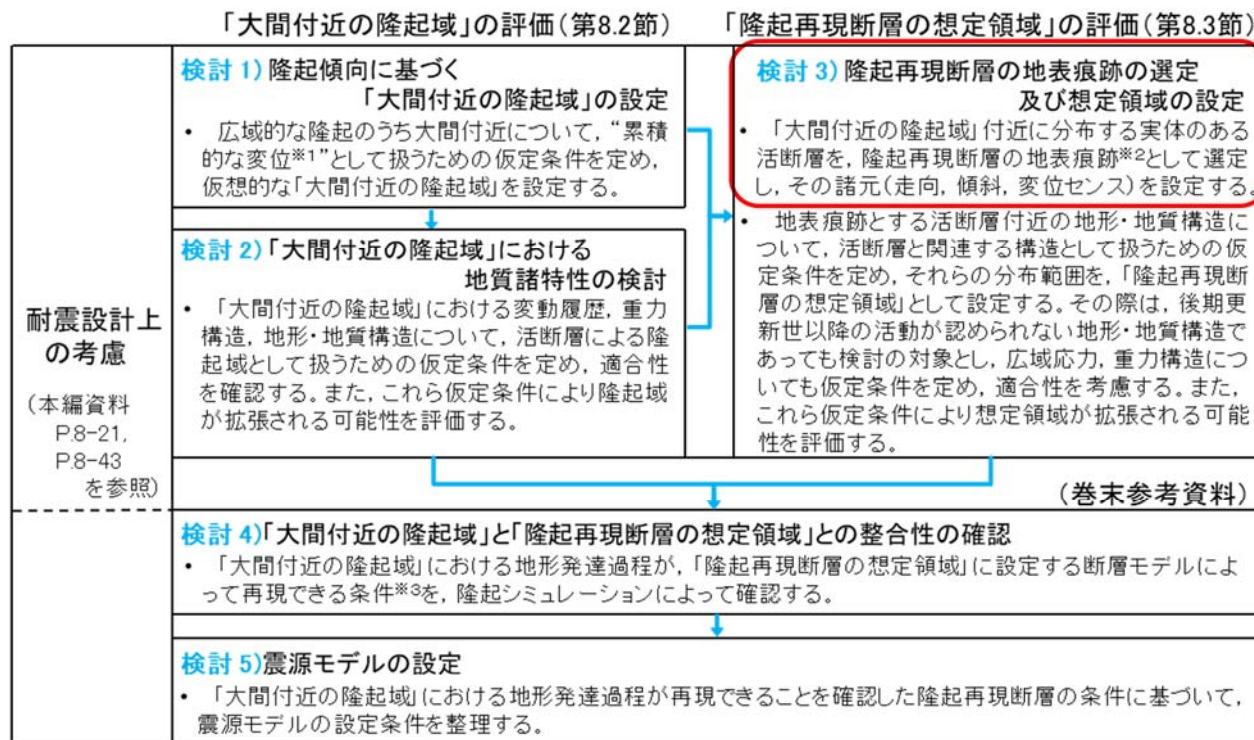 「大間付近の隆起域」の評価(第8.2節)
「隆起再現断層の想定領域」の評価(第8.3節)
耐震設計上
の考慮
(本編資料
P.8-21,
P.8-43
を参照)
検討 1) 隆起傾向に基づく
「大間付近の隆起域」の設定
• 広域的な隆起のうち大間付近について,“累積
的な変位※1”として扱うための仮定条件を定め,
仮想的な「大間付近の隆起域」を設定する。
検討 2)「大間付近の隆起域」における
地質諸特性の検討
• 「大間付近の隆起域」における変動履歴, 重力
構造, 地形・地質構造について, 活断層による隆
起域として扱うための仮定条件を定め, 適合性
を確認する。また, これら仮定条件により隆起域
が拡張される可能性を評価する。
検討 3) 隆起再現断層の地表痕跡の選定
及び想定領域の設定
• 「大間付近の隆起域」付近に分布する実体のある
活断層を, 隆起再現断層の地表痕跡※2として選定
し, その諸元(走向, 傾斜, 変位センス)を設定する。
• 地表痕跡とする活断層付近の地形・地質構造に
ついて, 活断層と関連する構造として扱うための仮
定条件を定め, それらの分布範囲を, 「隆起再現断
層の想定領域」として設定する。その際は, 後期更
新世以降の活動が認められない地形・地質構造で
あっても検討の対象とし, 広域応力, 重力構造につ
いても仮定条件を定め, 適合性を考慮する。また,
これら仮定条件により想定領域が拡張される可能
性を評価する。
(巻末参考資料)
検討 4)「大間付近の隆起域」と「隆起再現断層の想定領域」との整合性の確認
• 「大間付近の隆起域」における地形発達過程が, 「隆起再現断層の想定領域」に設定する断層モデルによ
って再現できる条件※3を, 隆起シミュレーションによって確認する。
検討 5)震源モデルの設定
• 「大間付近の隆起域」における地形発達過程が再現できることを確認した隆起再現断層の条件に基づいて,
震源モデルの設定条件を整理する。